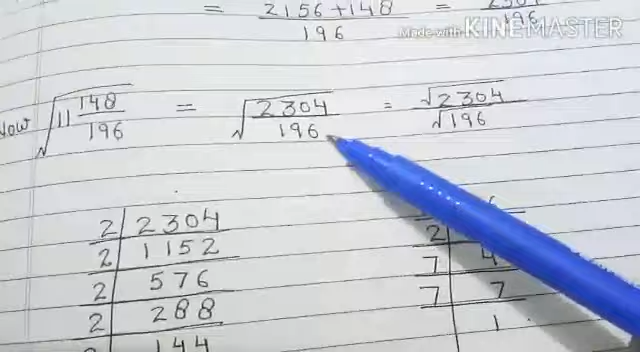 = 2156+148 / 196 =
Made with KINEMASTER
Now √11 148/196 = √2304/196 = √2304/√196
2 | 2304
2 | 1152
2 | 576
2 | 288
144
2
7 | 4
7 | 7
1